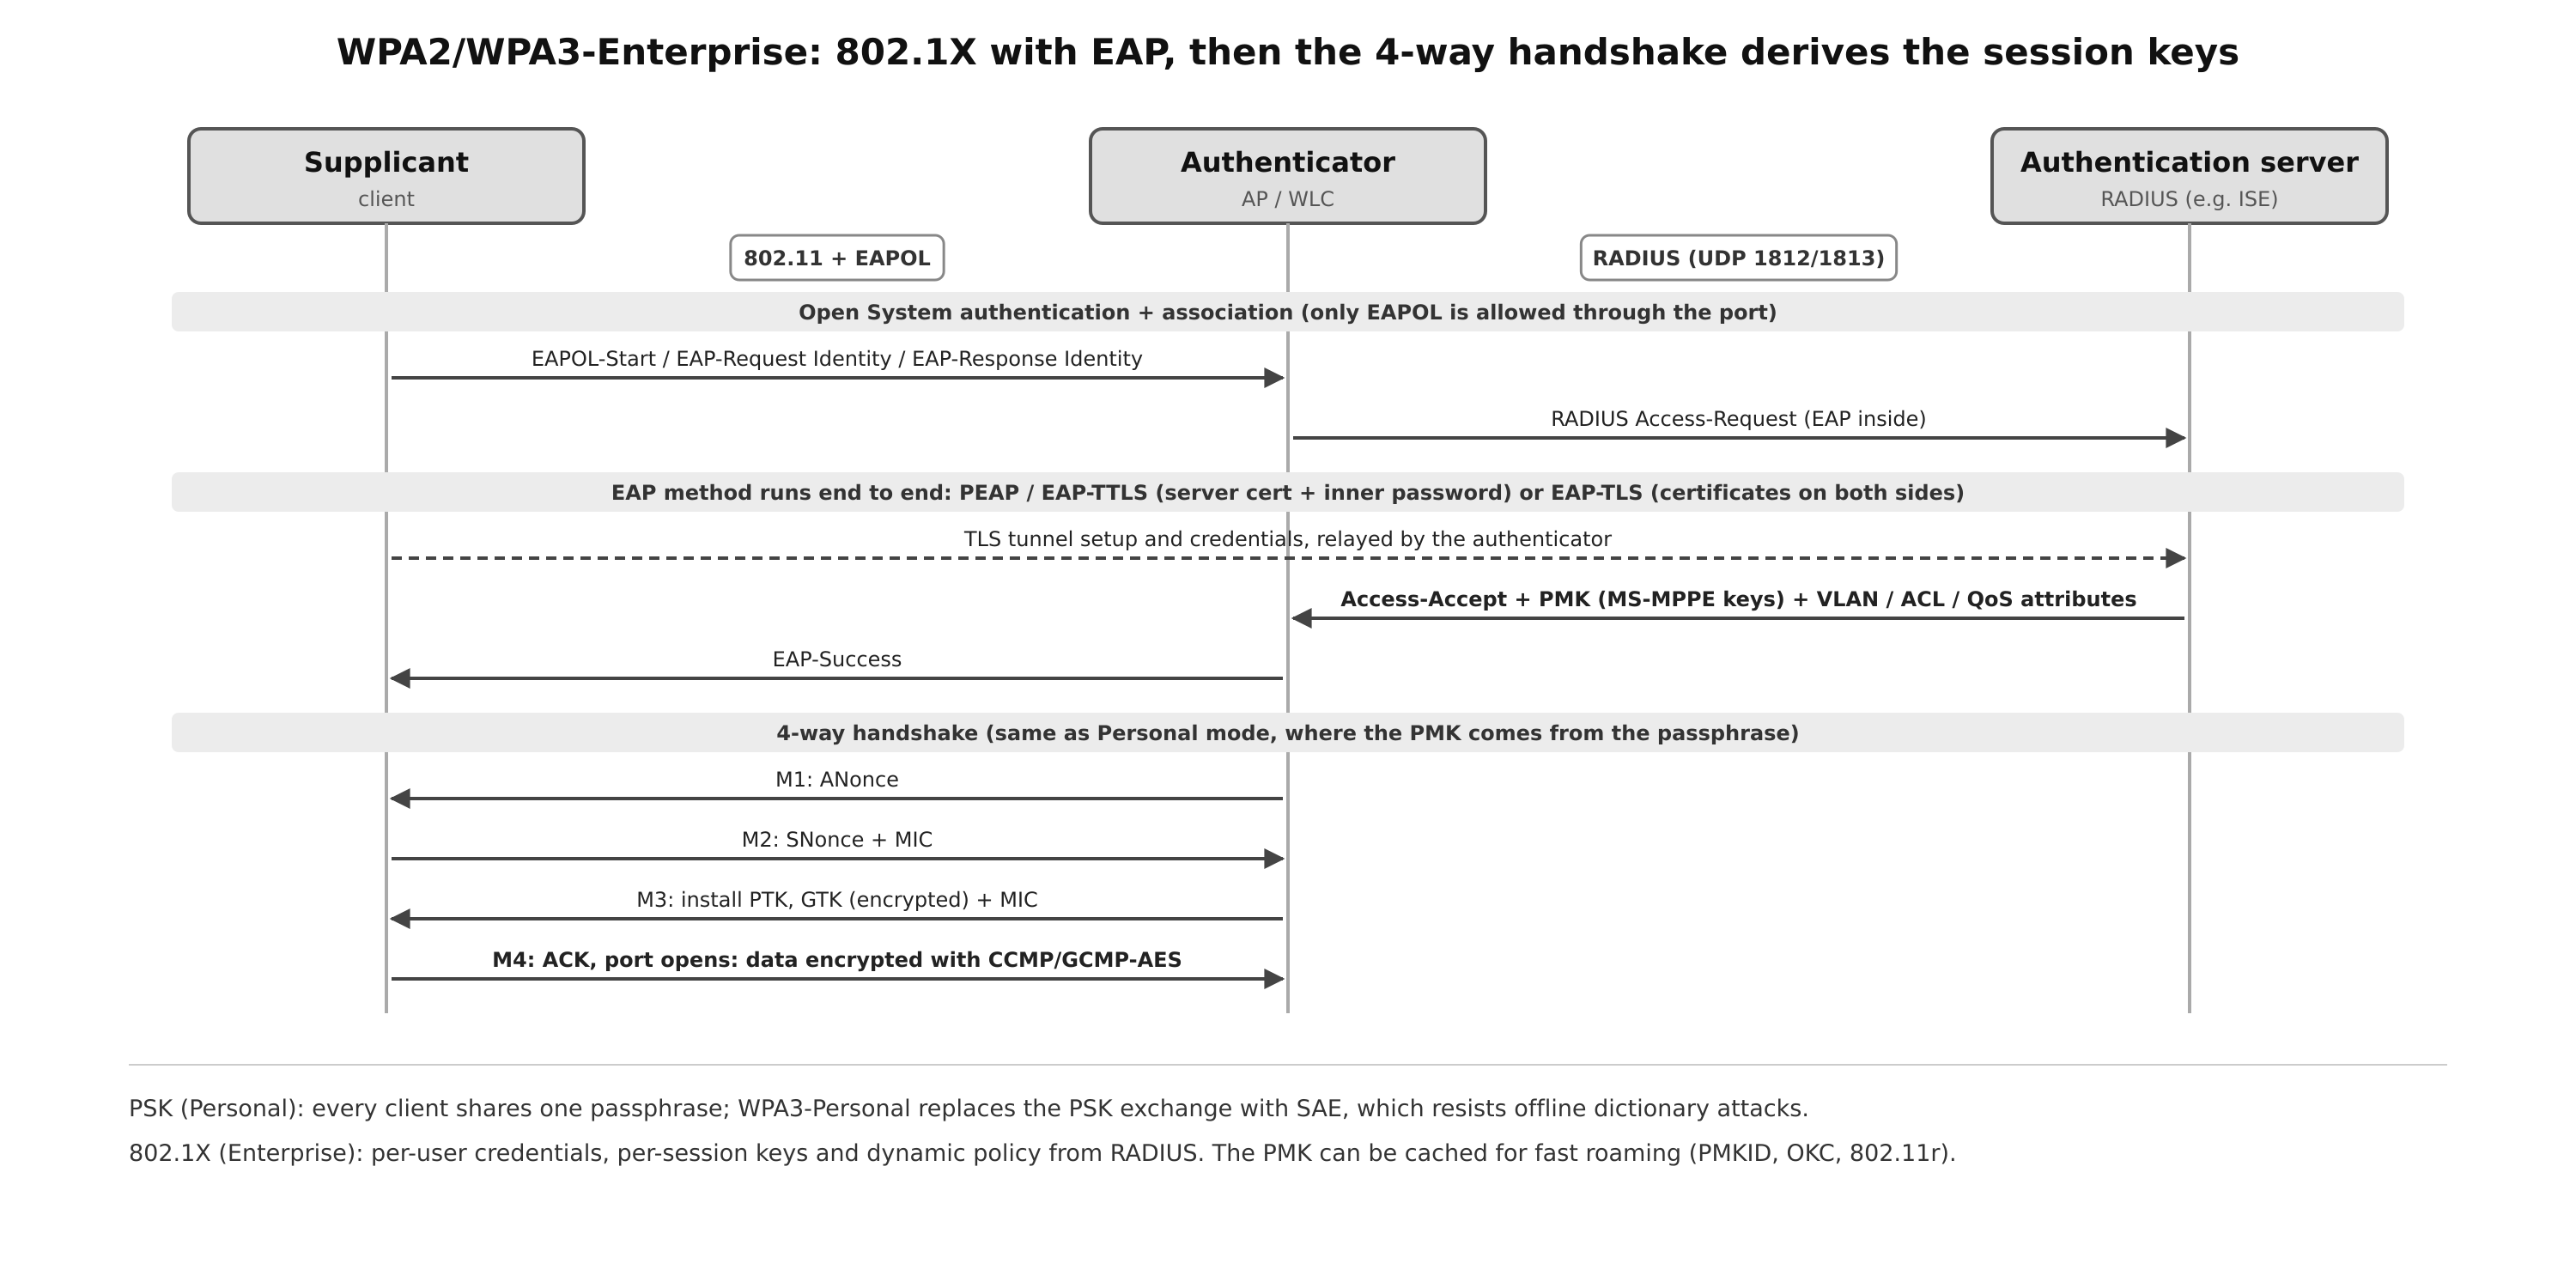 WPA2/WPA3-Enterprise: 802.1X with EAP, then the 4-way handshake derives the session keys
Supplicant
client
Authenticator
AP / WLC
Authentication server
RADIUS (e.g. ISE)
802.11 + EAPOL
RADIUS (UDP 1812/1813)
Open System authentication + association (only EAPOL is allowed through the port)
EAPOL-Start / EAP-Request Identity / EAP-Response Identity
RADIUS Access-Request (EAP inside)
EAP method runs end to end: PEAP / EAP-TTLS (server cert + inner password) or EAP-TLS (certificates on both sides)
TLS tunnel setup and credentials, relayed by the authenticator
Access-Accept + PMK (MS-MPPE keys) + VLAN / ACL / QoS attributes
EAP-Success
4-way handshake (same as Personal mode, where the PMK comes from the passphrase)
M1: ANonce
M2: SNonce + MIC
M3: install PTK, GTK (encrypted) + MIC
M4: ACK, port opens: data encrypted with CCMP/GCMP-AES
PSK (Personal): every client shares one passphrase; WPA3-Personal replaces the PSK exchange with SAE, which resists offline dictionary attacks.
802.1X (Enterprise): per-user credentials, per-session keys and dynamic policy from RADIUS. The PMK can be cached for fast roaming (PMKID, OKC, 802.11r).